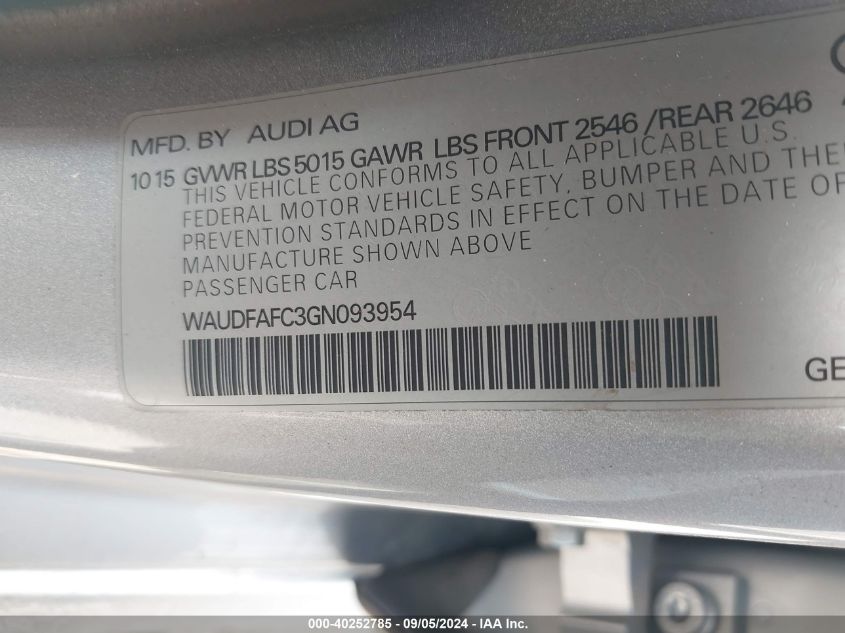 MFD. BY AUDI AG
10 15 GVWR LBS 5015 GAWR LBS FRONT 2546 /REAR 2646
THIS VEHICLE CONFORMS TO ALL APPLICABLE U.S.
FEDERAL MOTOR VEHICLE SAFETY, BUMPER AND
PREVENTION STANDARDS IN EFFECT ON THE DATE OF
MANUFACTURE SHOWN ABOVE
PASSENGER CAR
WAUDFAFC3GN093954
GE
000-40252785 - 09/05/2024 - IAA Inc.